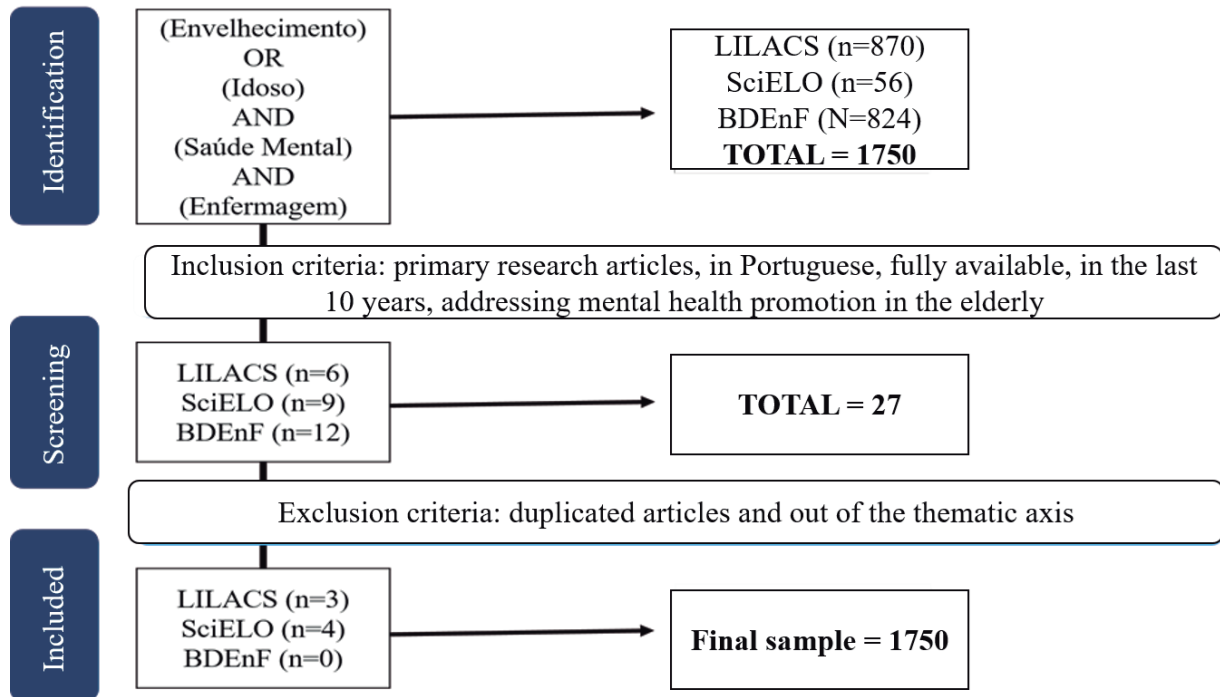 Identification
(Envelhecimento)
OR
(Idoso)
AND
(Saúde Mental)
AND
(Enfermagem)
LILACS (n=870)
SciELO (n=56)
BDEnF (N=824)
TOTAL = 1750
Inclusion criteria: primary research articles, in Portuguese, fully available, in the last
10 years, addressing mental health promotion in the elderly
Screening
LILACS (n=6)
SciELO (n=9)
BDEnF (n=12)
TOTAL = 27
Exclusion criteria: duplicated articles and out of the thematic axis
Included
LILACS (n=3)
SciELO (n=4)
BDEnF (n=0)
Final sample = 1750